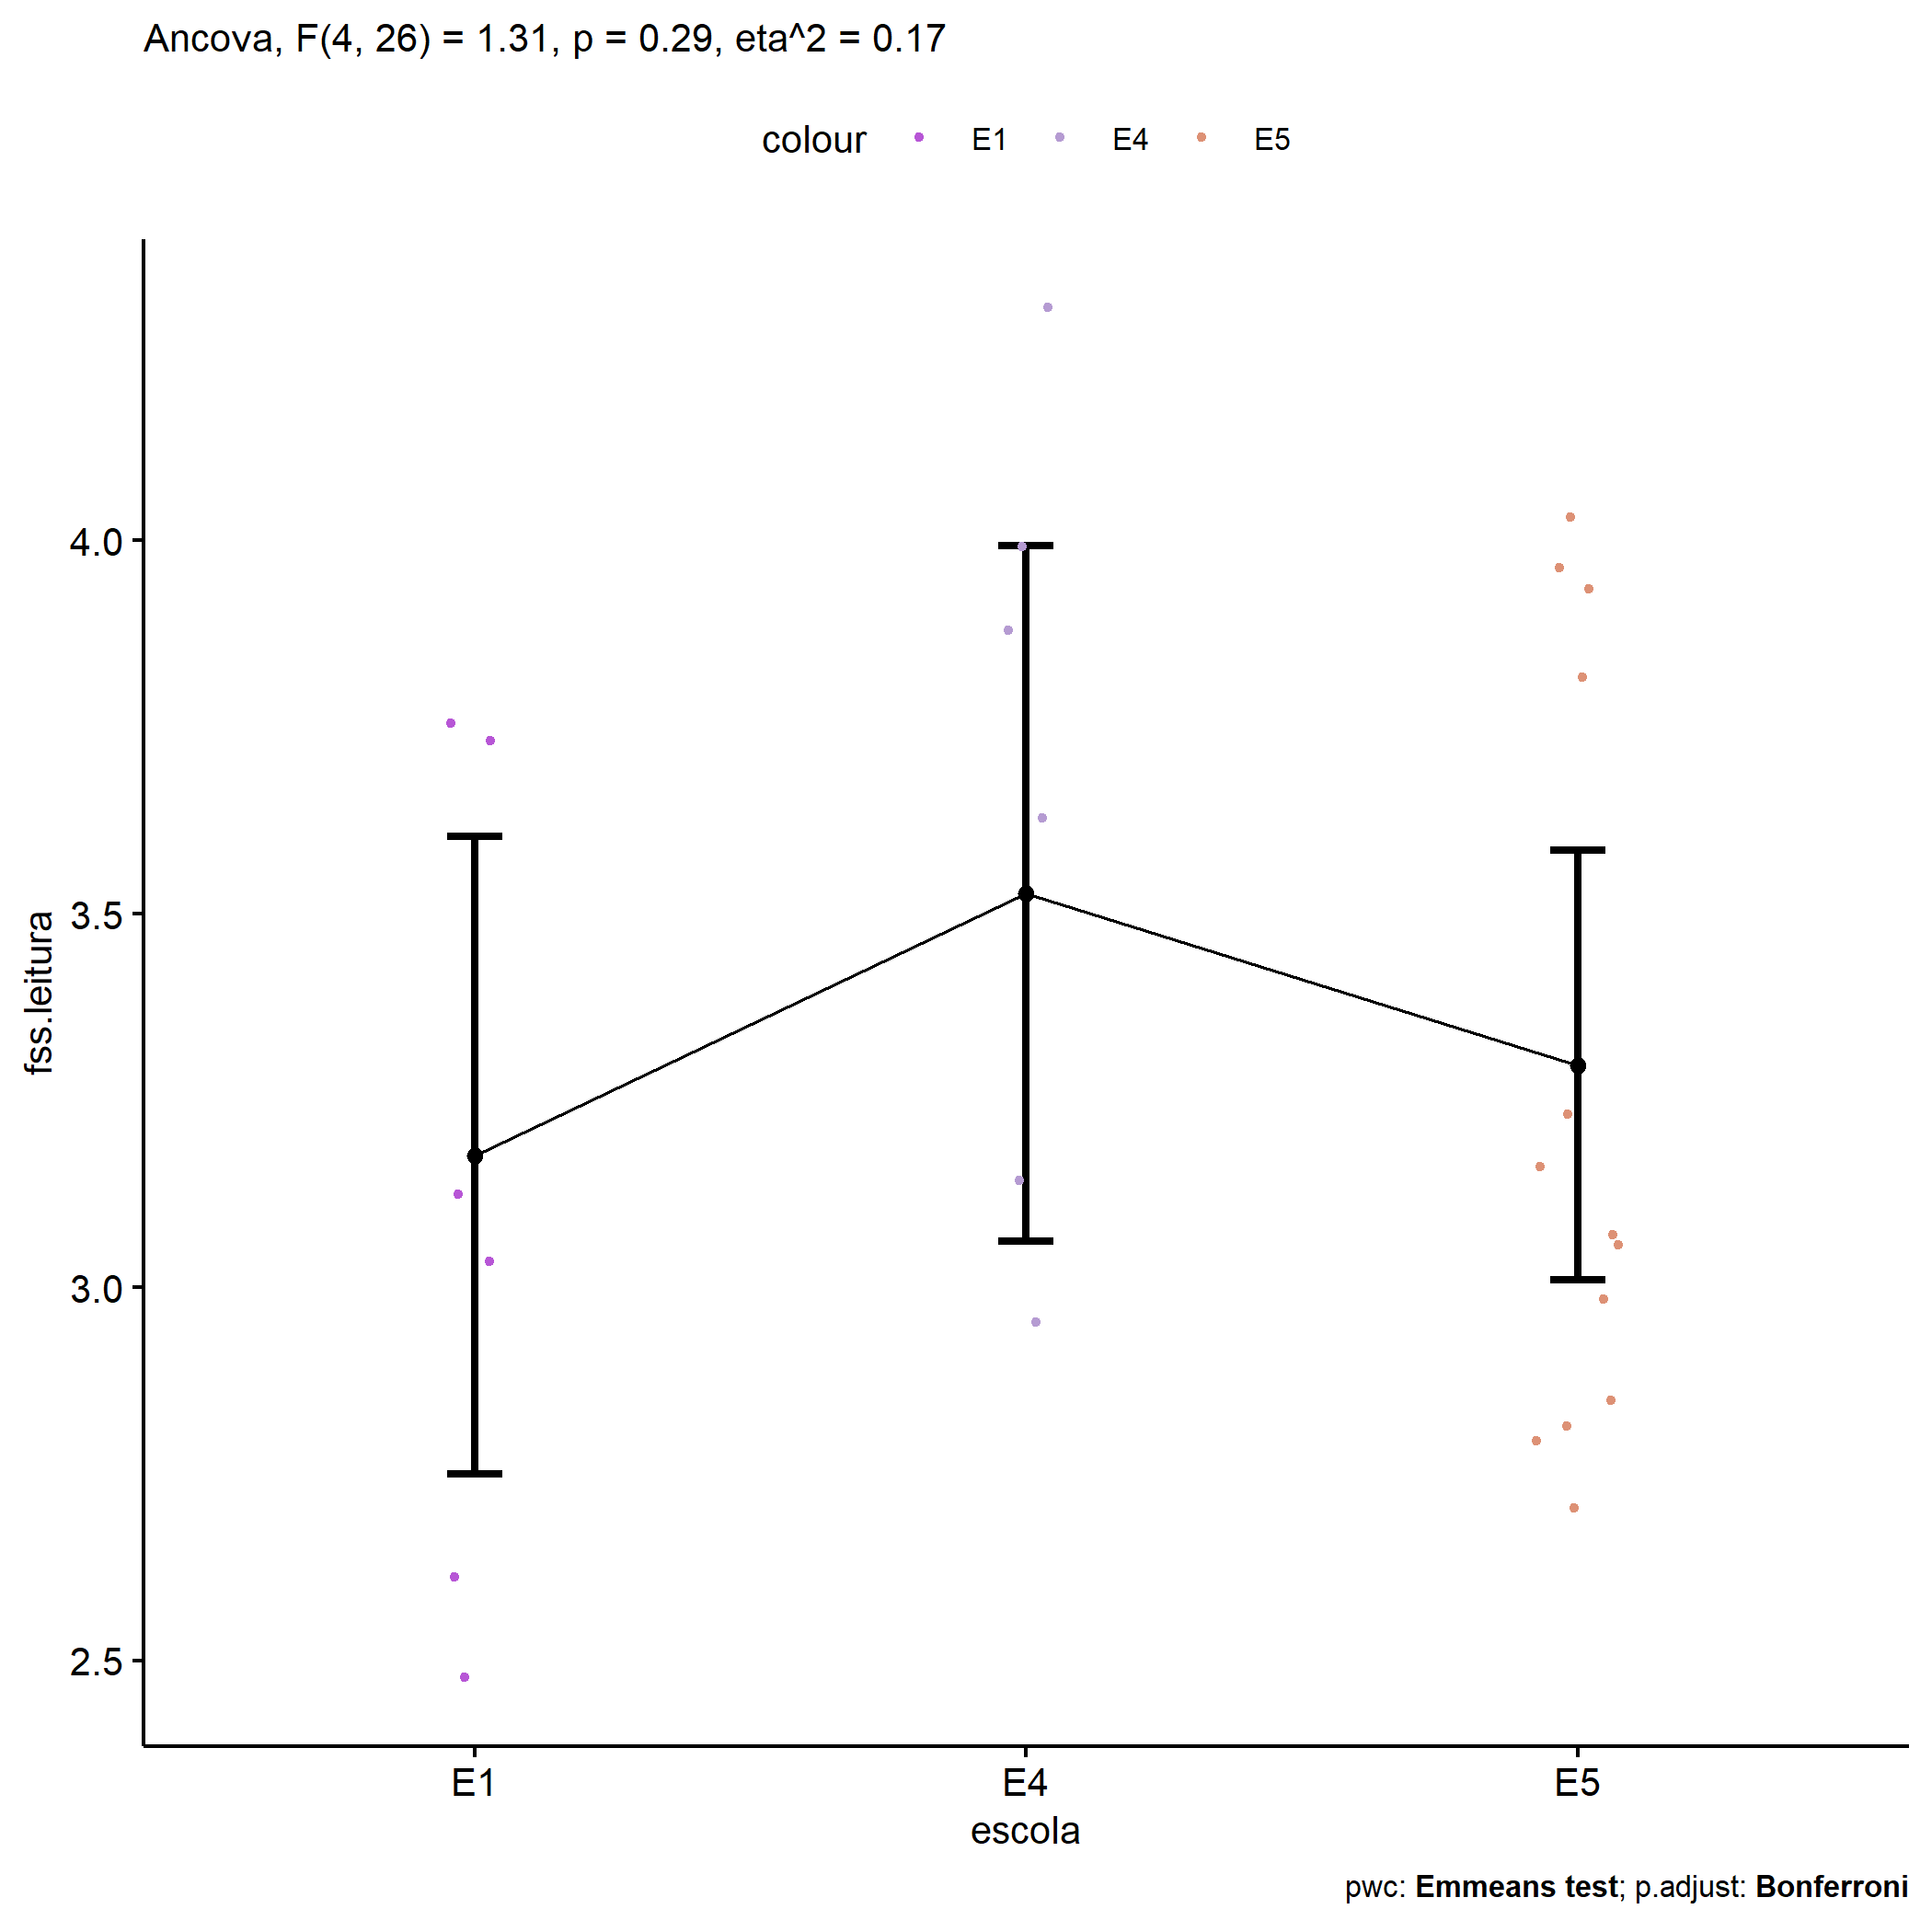 Ancova, F(4, 26) = 1.31, p = 0.29, eta^2 = 0.17
colour E1 E4 E5
4.0
3.5
3.0
2.5
fss.leitura
E1 E4 E5
escola
pwc: Emmeans test; p.adjust: Bonferroni